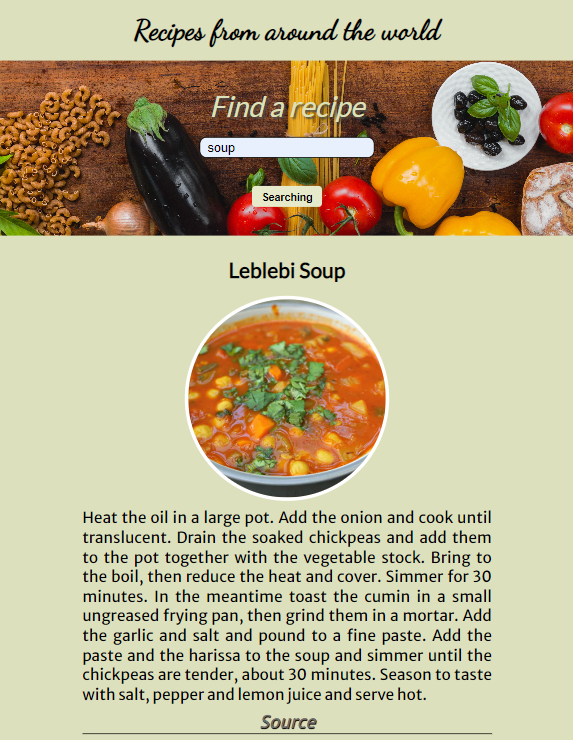 Recipes from around the world
Find a recipe
soup
Searching
Leblebi Soup
Heat the oil in a large pot. Add the onion and cook until
translucent. Drain the soaked chickpeas and add them
to the pot together with the vegetable stock. Bring to
the boil, then reduce the heat and cover. Simmer for 30
minutes. In the meantime toast the cumin in a small
ungreased frying pan, then grind them in a mortar. Add
the garlic and salt and pound to a fine paste. Add the
paste and the harissa to the soup and simmer until the
chickpeas are tender, about 30 minutes. Season to taste
with salt, pepper and lemon juice and serve hot.
Source